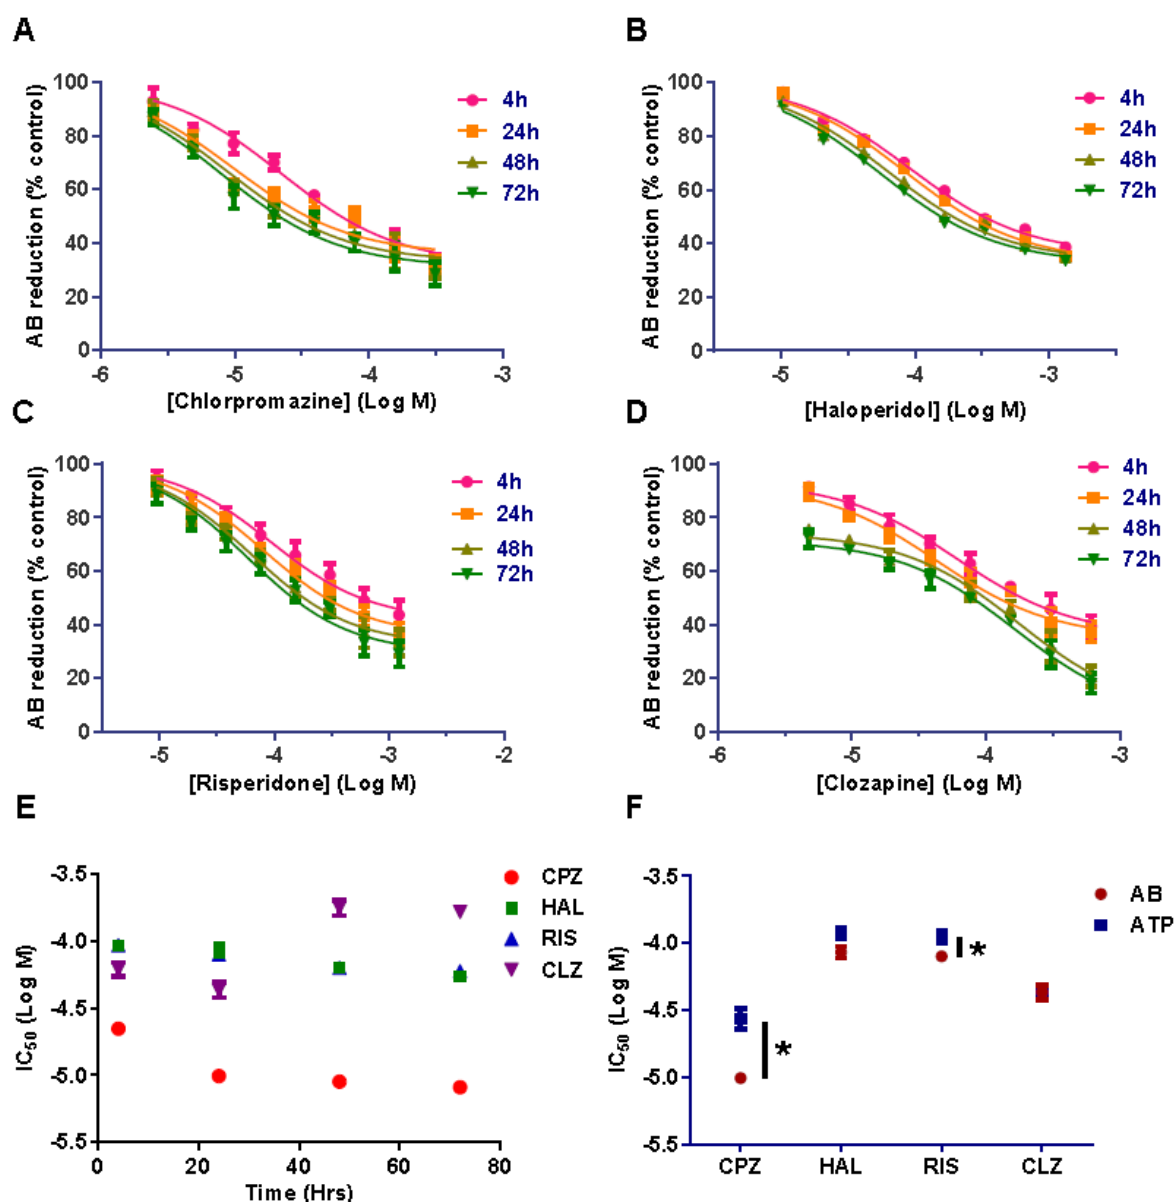 A
AB reduction (% control)
100
80
60
40
20
0
-6
-5
-4
-3
[Chlorpromazine] (Log M)
4h
24h
48h
72h
B
AB reduction (% control)
100
80
60
40
20
0
-5
-4
-3
[Haloperidol] (Log M)
4h
24h
48h
72h
C
AB reduction (% control)
100
80
60
40
20
0
-5
-4
-3
-2
[Risperidone] (Log M)
4h
24h
48h
72h
D
AB reduction (% control)
100
80
60
40
20
0
-6
-5
-4
-3
[Clozapine] (Log M)
4h
24h
48h
72h
E
IC₅₀ (Log M)
-3.5
-4.0
-4.5
-5.0
-5.5
0
20
40
60
80
Time (Hrs)
CPZ
HAL
RIS
CLZ
F
IC₅₀ (Log M)
-3.5
-4.0
-4.5
-5.0
-5.5
CPZ
HAL
RIS
CLZ
*
*
AB
ATP